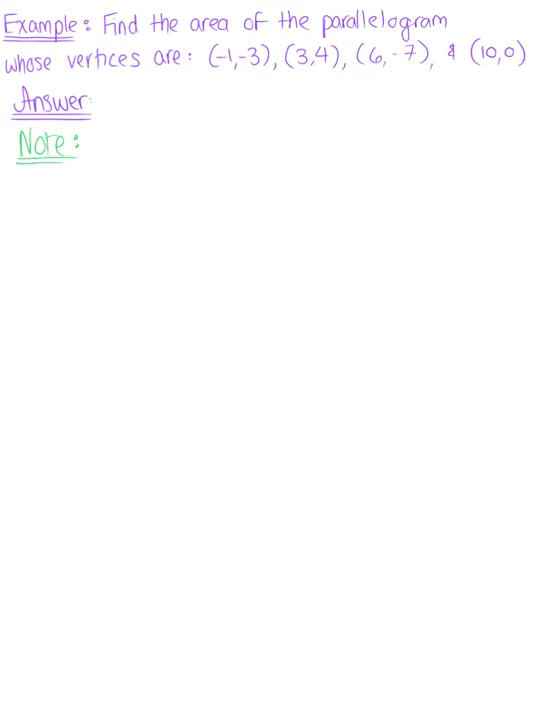 Example: Find the area of the parallelogram
whose vertices are: (-1,-3), (3,4), (6,-7), & (10,0)
Answer:
Note: